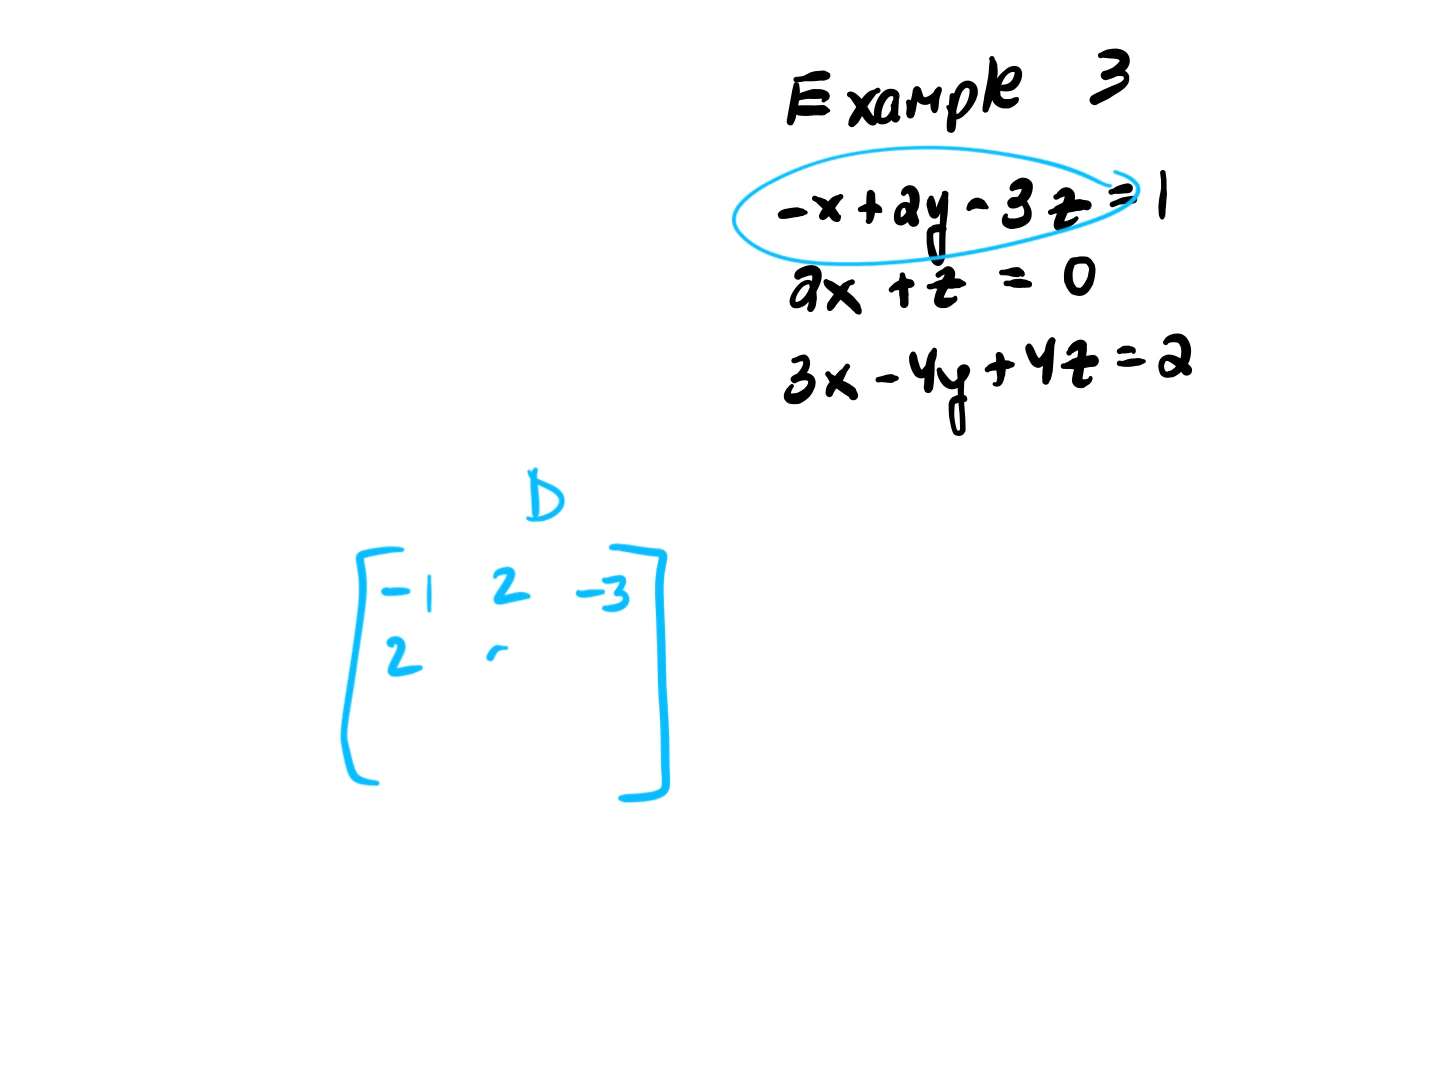 Example 3
-x+2y-3z=1
2x+z=0
3x-4y+4z=2
D
-1 2 -3
2